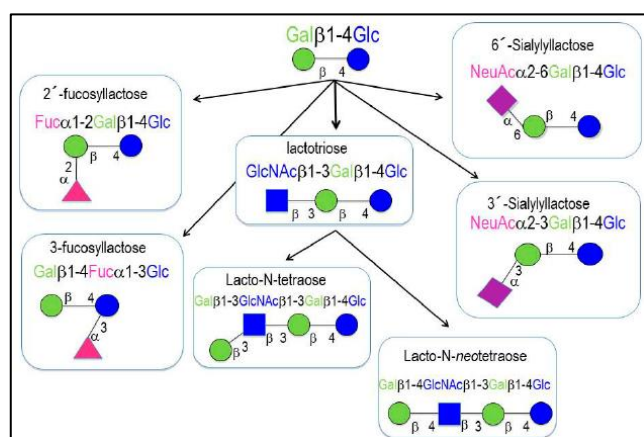 Galβ1-4Glc
β 4
2´-fucosyllactose
Fucα1-2Galβ1-4Glc
β 4
2
α
3-fucosyllactose
Galβ1-4Fucα1-3Glc
β 4
3
α
lactotriose
GlcNAcβ1-3Galβ1-4Glc
β 3 β 4
Lacto-N-tetraose
Galβ1-3GlcNAcβ1-3Galβ1-4Glc
β 3 β 3 β 4
Lacto-N-neotetraose
Galβ1-4GlcNAcβ1-3Galβ1-4Glc
β 4 β 3 β 4
6´-Sialylyllactose
NeuAcα2-6Galβ1-4Glc
α
6
β 4
3´-Sialylyllactose
NeuAcα2-3Galβ1-4Glc
β 4
3
α